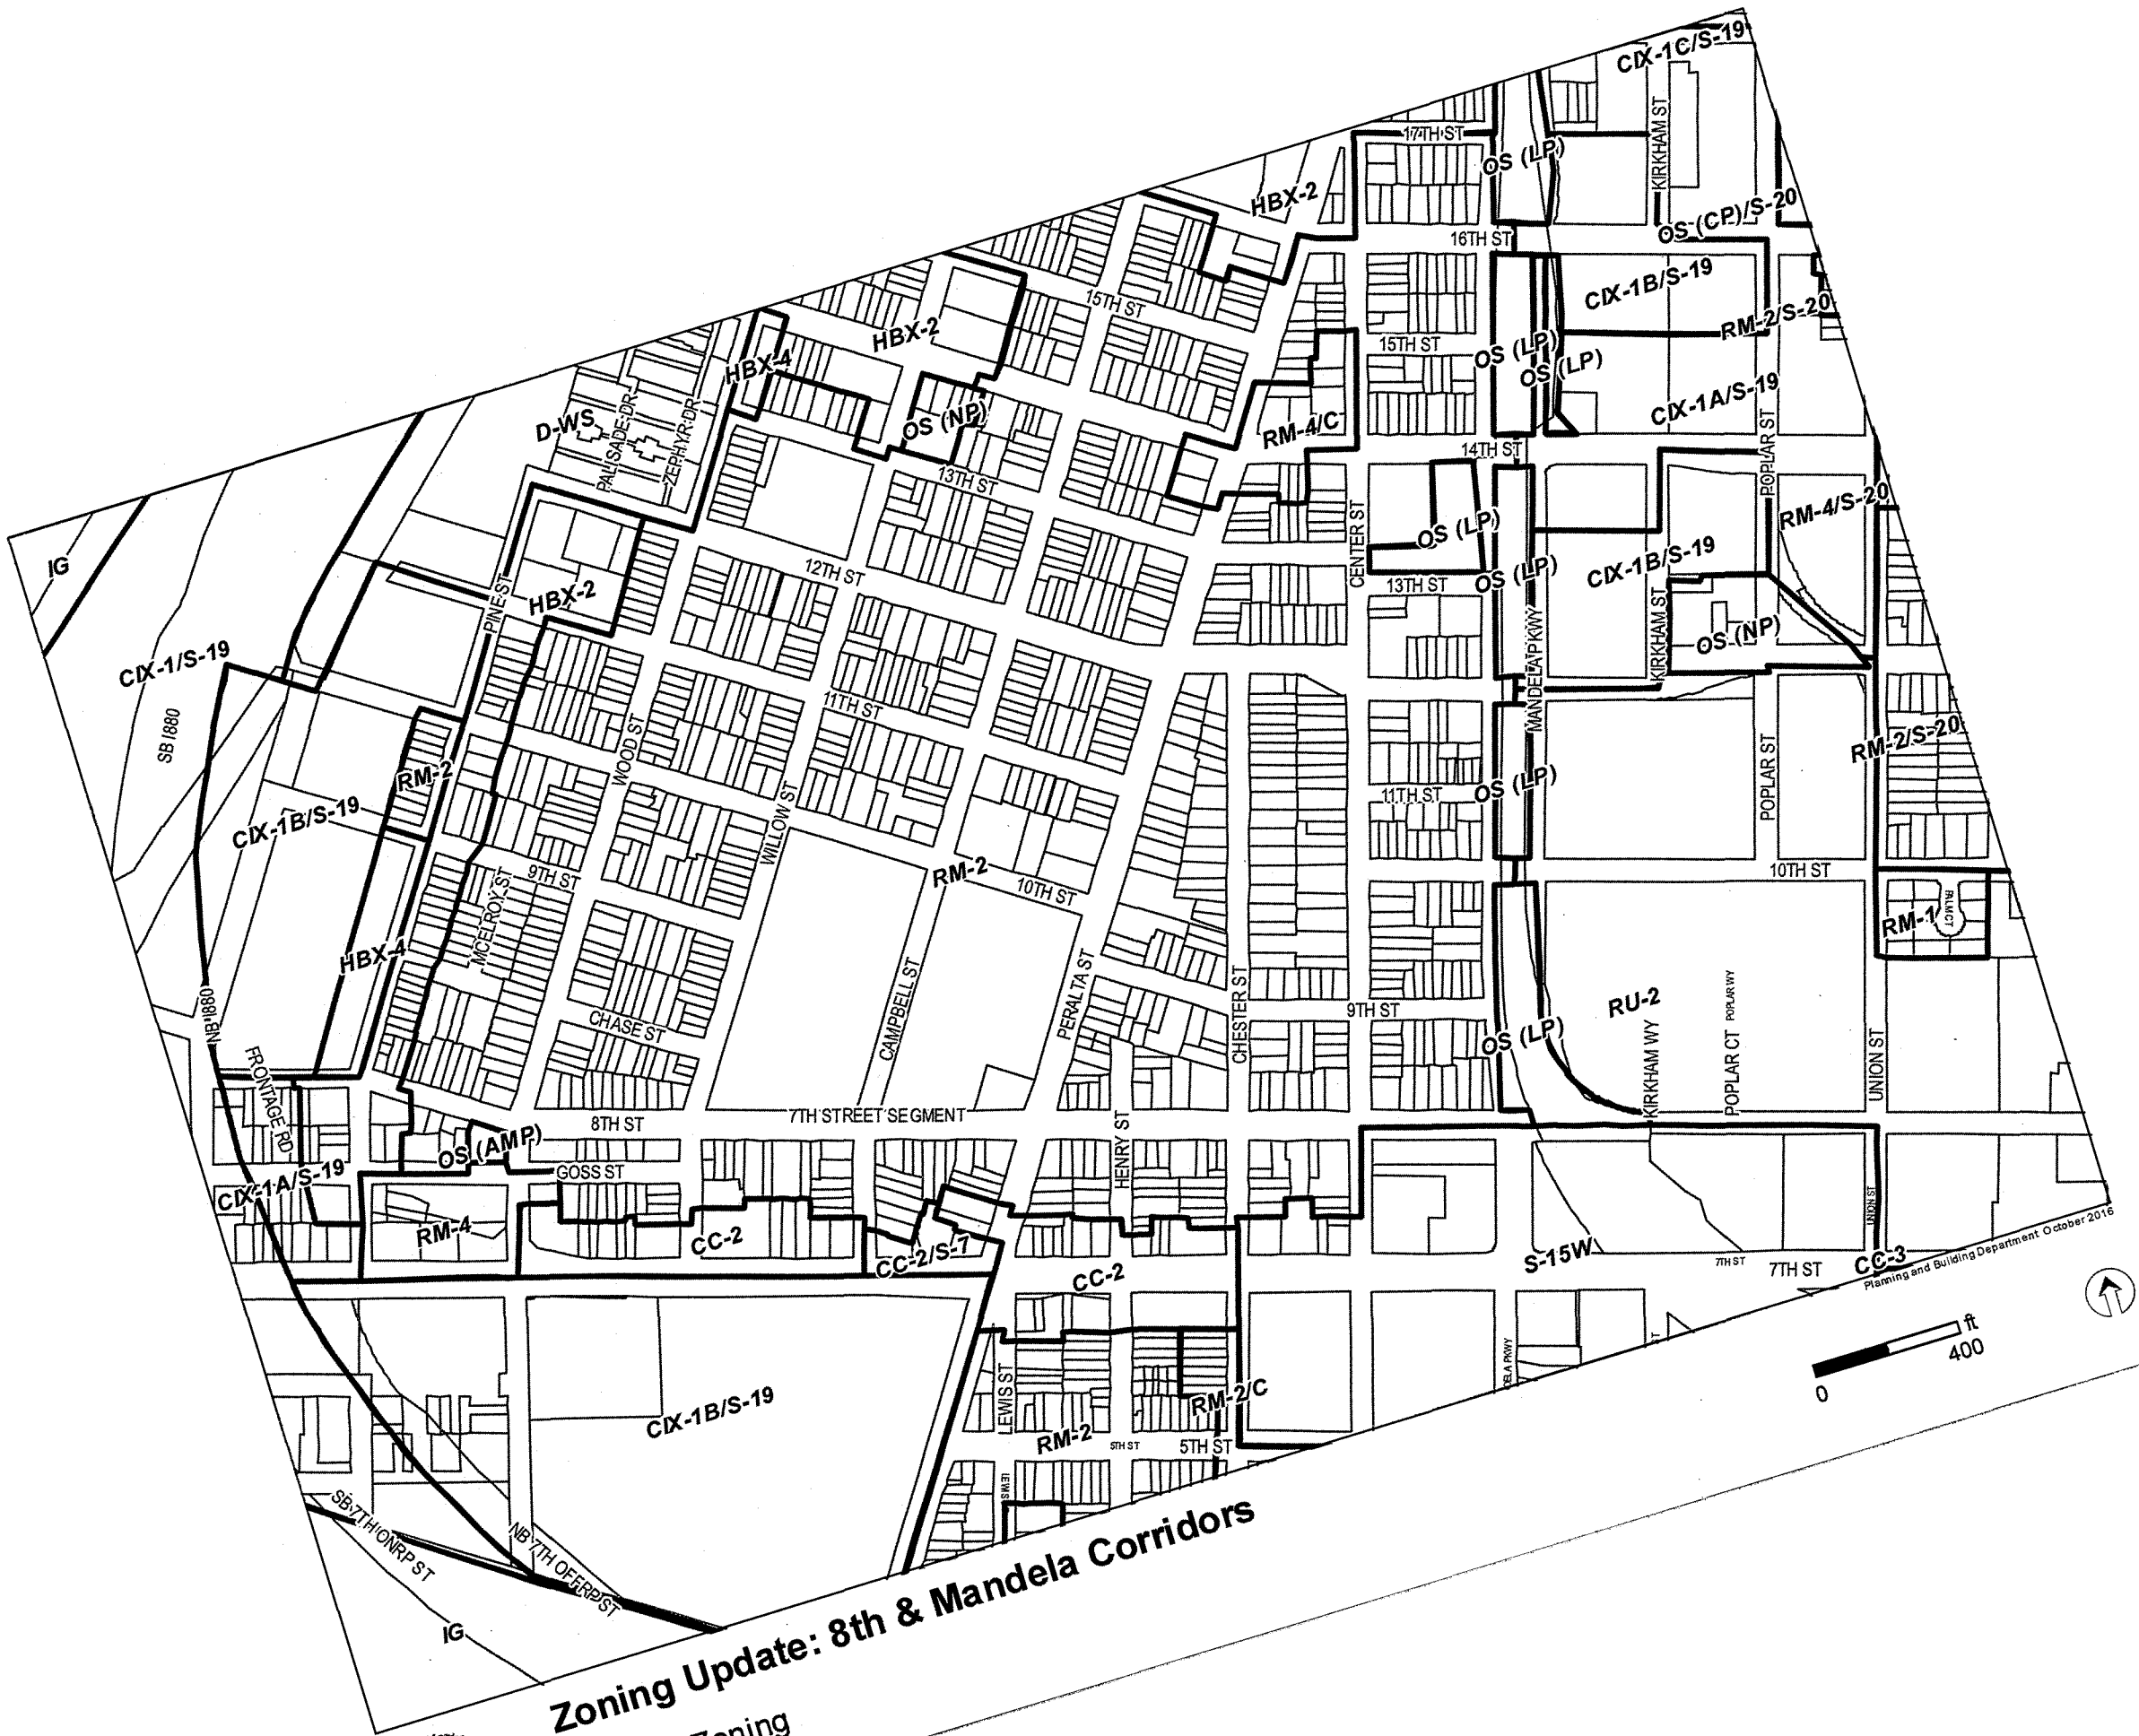 CIX-1C/S-19
17TH ST
KIRKHAM ST
OS (LP)
HBX-2
OS (CP)/S-20
16TH ST
15TH ST
CIX-1B/S-19
RM-2/S-20
HBX-2
15TH ST
OS (LP)
OS (LP)
HBX-4
CIX-1A/S-19
D-WS
PALISADE DR
ZEPHYR DR
OS (NP)
RM-4/C
14TH ST
POPLAR ST
13TH ST
RM-4/S-20
CENTER ST
OS (LP)
IG
12TH ST
CIX-1B/S-19
13TH ST
OS (LP)
PINE ST
HBX-2
KIRKHAM ST
MANDELA PKWY
OS (NP)
CIX-1/S-19
SB I880
11TH ST
WOOD ST
RM-2/S-20
POPLAR ST
RM-2
OS (LP)
11TH ST
WILLOW ST
CIX-1B/S-19
9TH ST
RM-2
10TH ST
10TH ST
MCELROY ST
PALM CT
RM-1
HBX-4
CAMPBELL ST
PERALTA ST
CHESTER ST
9TH ST
RU-2
POPLAR WY
NB I880
CHASE ST
OS (LP)
KIRKHAM WY
POPLAR CT
UNION ST
FRONTAGE RD
8TH ST
7TH STREET SEGMENT
HENRY ST
OS (AMP)
GOSS ST
CIX-1A/S-19
UNION ST
RM-4
CC-2
CC-2/S-7
CC-2
S-15W
7TH ST
7TH ST
CC-3
Planning and Building Department October 2016
ft
0
400
DELA PKWY
ST
LEWIS ST
CIX-1B/S-19
RM-2/C
RM-2
5TH ST
5TH ST
LEWIS
SB 7TH ONRP ST
NB 7TH OFFRP ST
IG
Zoning Update: 8th & Mandela Corridors
Zoning